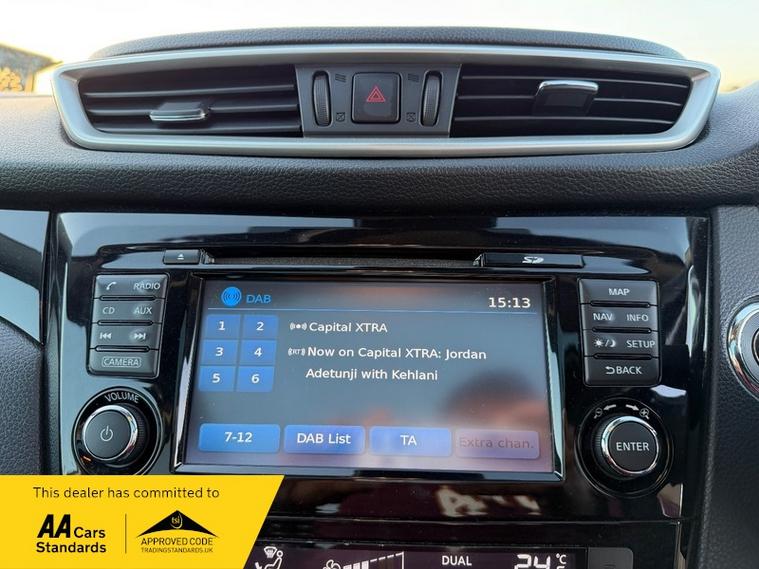 SD
RADIO
CD AUX
CAMERA
VOLUME
DAB 15:13
1 2
3 4
5 6
Capital XTRA
Now on Capital XTRA: Jordan
Adetunji with Kehlani
7-12 DAB List TA Extra chan.
MAP
NAV INFO
SETUP
BACK
ENTER
DUAL 24 °C
This dealer has committed to
AA Cars
Standards
tsi
APPROVED CODE
TRADINGSTANDARDS.UK